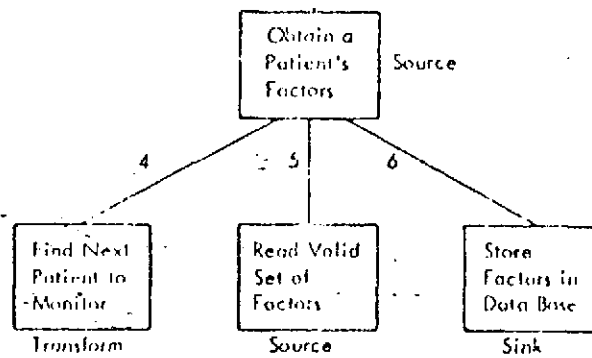 Obtain a
Patient's
Factors
Source
4
5
6
Find Next
Patient to
Monitor
Read Valid
Set of
Factors
Store
Factors in
Data Base
Transform
Source
Sink